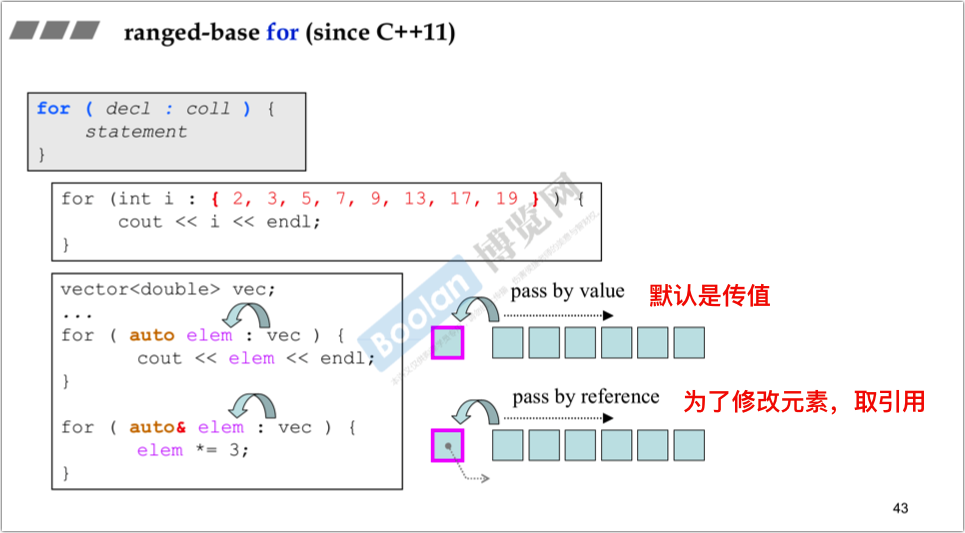 ranged-base for (since C++11)
for ( decl : coll ) {
statement
}
for (int i : { 2, 3, 5, 7, 9, 13, 17, 19 } ) {
cout << i << endl;
}
vector<double> vec;
...
for ( auto elem : vec ) {
cout << elem << endl;
}
for ( auto& elem : vec ) {
elem *= 3;
}
pass by value
默认是传值
pass by reference
为了修改元素，取引用
Boolan 博览网
43